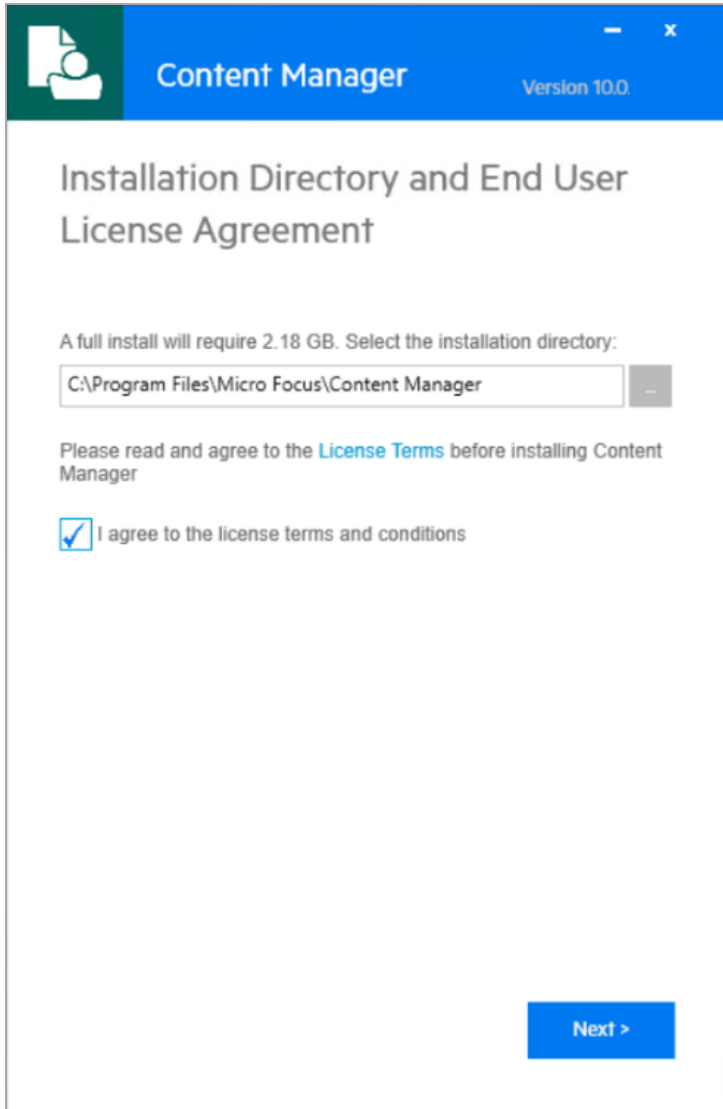 Content Manager
Version 10.0.
Installation Directory and End User
License Agreement
A full install will require 2.18 GB. Select the installation directory:
C:\Program Files\Micro Focus\Content Manager
...
Please read and agree to the License Terms before installing Content
Manager
I agree to the license terms and conditions
Next >